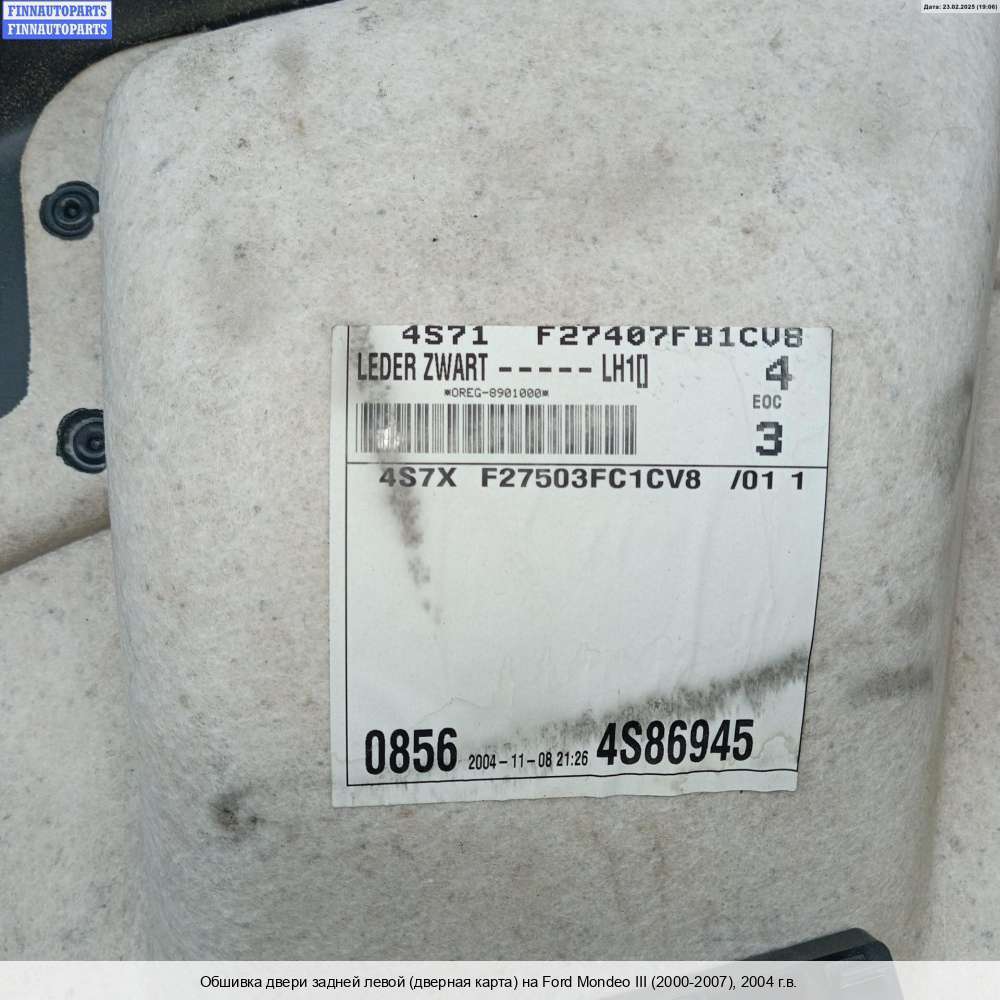 FINNAUTOPARTS
FINNAUTOPARTS
Дата: 23.02.2025 (19:06)
4S71 F27407FB1CV8
LEDER ZWART ----- LH1[]
4
*OREG-8901000*
EOC
3
4S7X F27503FC1CV8 /01 1
0856 2004-11-08 21:26 4S86945
Обшивка двери задней левой (дверная карта) на Ford Mondeo III (2000-2007), 2004 г.в.